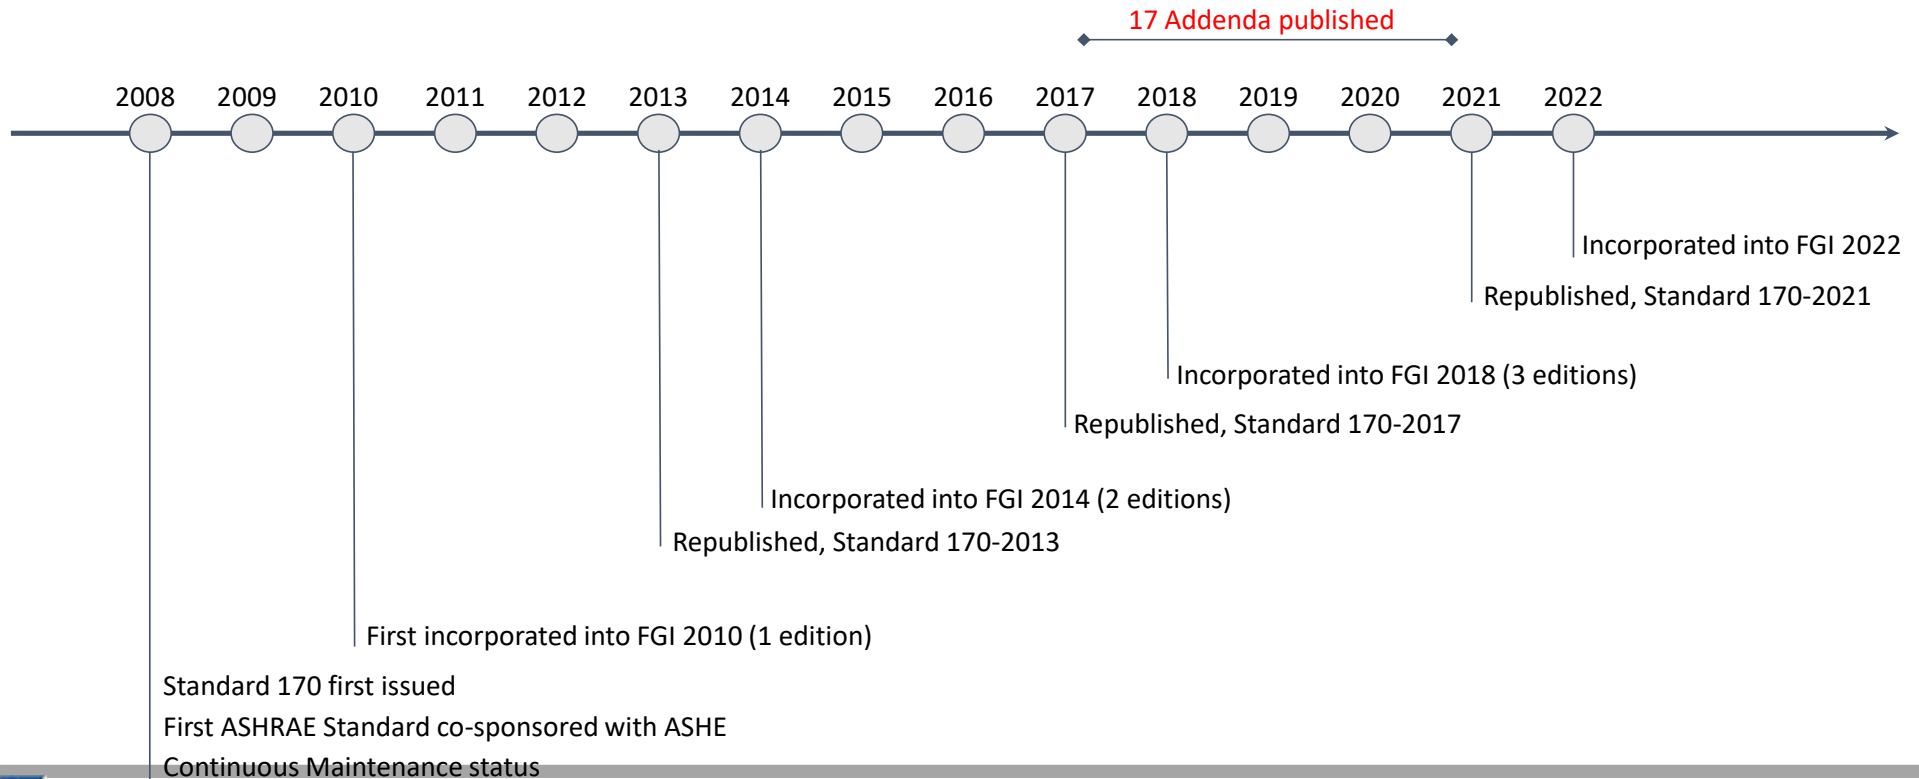 17 Addenda published
2008 2009 2010 2011 2012 2013 2014 2015 2016 2017 2018 2019 2020 2021 2022
Incorporated into FGI 2022
Republished, Standard 170-2021
Incorporated into FGI 2018 (3 editions)
Republished, Standard 170-2017
Incorporated into FGI 2014 (2 editions)
Republished, Standard 170-2013
First incorporated into FGI 2010 (1 edition)
Standard 170 first issued
First ASHRAE Standard co-sponsored with ASHE
Continuous Maintenance status